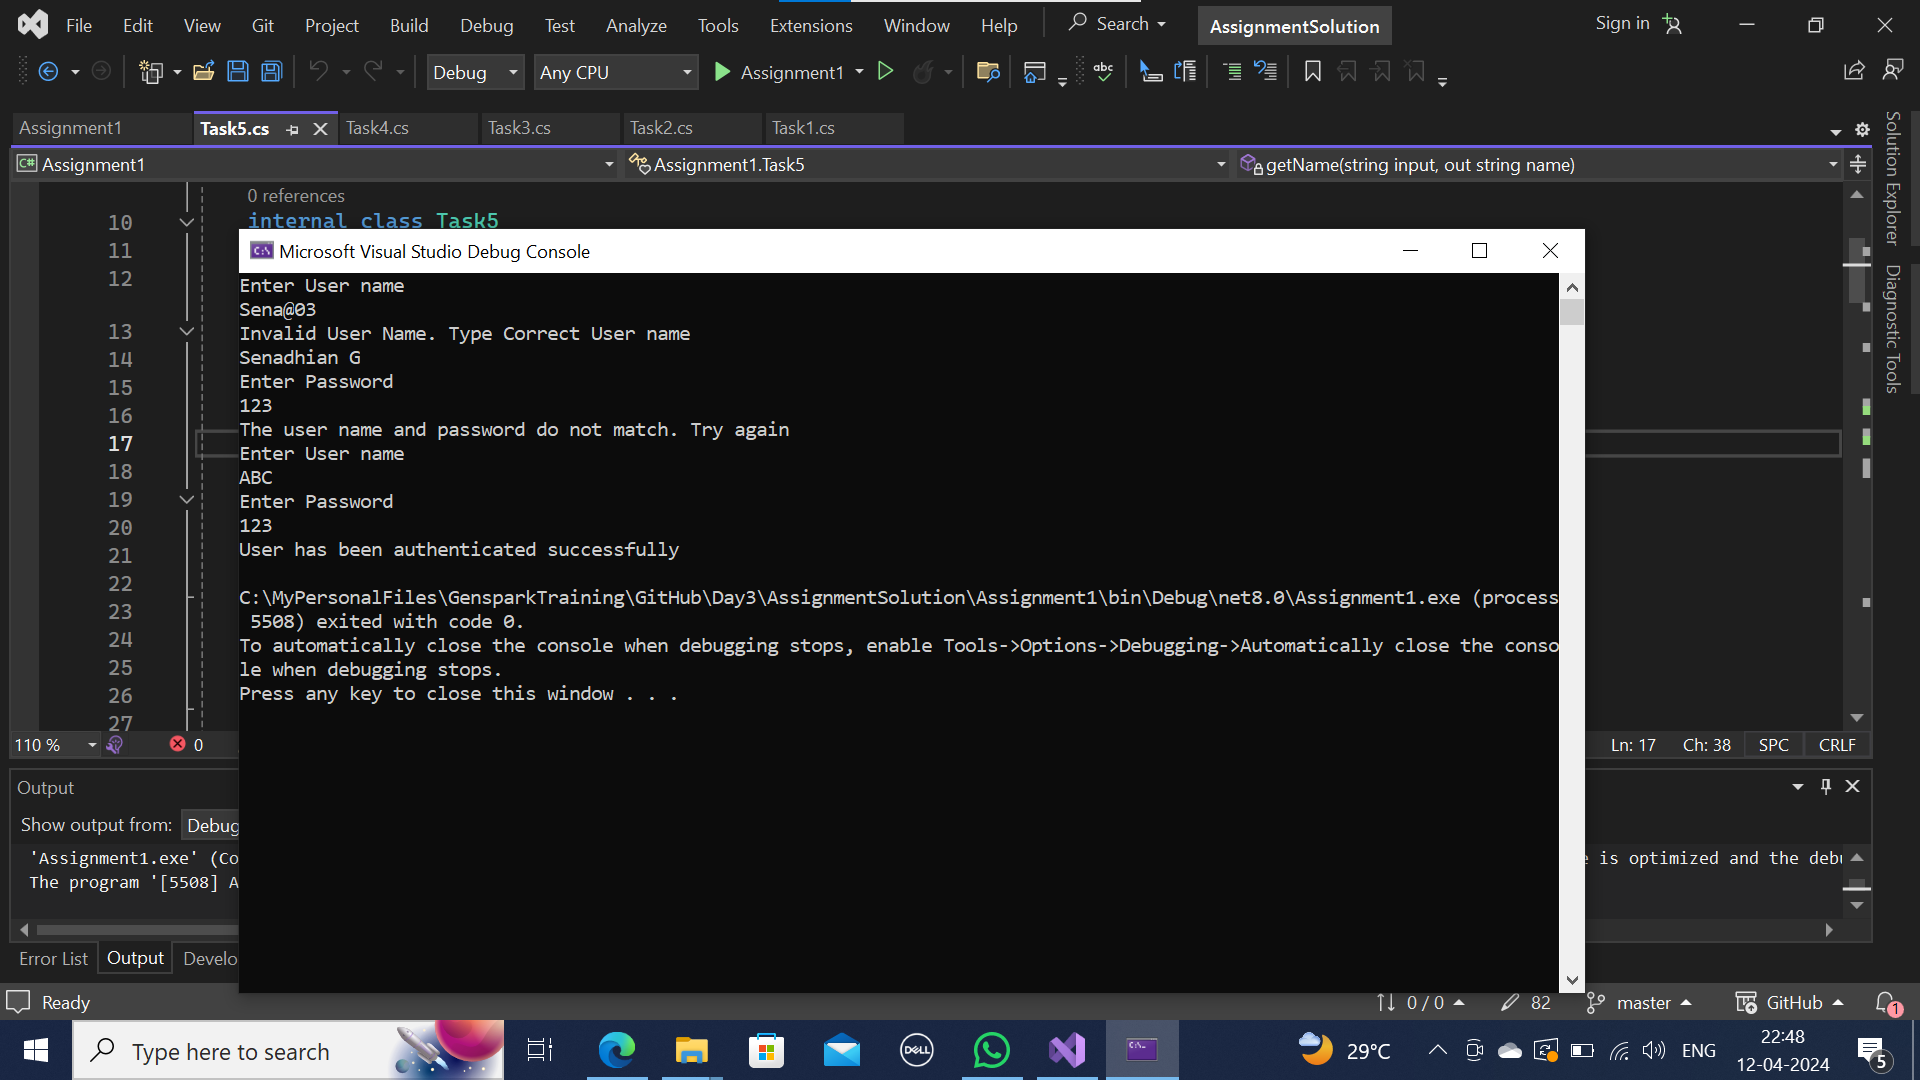 File Edit View Git Project Build Debug Test Analyze Tools Extensions Window Help Search AssignmentSolution Sign in
Debug Any CPU Assignment1
Assignment1 Task5.cs Task4.cs Task3.cs Task2.cs Task1.cs
C# Assignment1 Assignment1.Task5 getName(string input, out string name)
Solution Explorer
Diagnostic Tools
0 references
10 internal class Task5
11
12
13
14
15
16
17
18
19
20
21
22
23
24
25
26
27
Microsoft Visual Studio Debug Console
Enter User name
Sena@03
Invalid User Name. Type Correct User name
Senadhian G
Enter Password
123
The user name and password do not match. Try again
Enter User name
ABC
Enter Password
123
User has been authenticated successfully
C:\MyPersonalFiles\GensparkTraining\GitHub\Day3\AssignmentSolution\Assignment1\bin\Debug\net8.0\Assignment1.exe (process
5508) exited with code 0.
To automatically close the console when debugging stops, enable Tools->Options->Debugging->Automatically close the conso
le when debugging stops.
Press any key to close this window . . .
110 % 0 Ln: 17 Ch: 38 SPC CRLF
Output
Show output from: Debug
'Assignment1.exe' (Co is optimized and the debu
The program '[5508] A
Error List Output Develo
Ready 0 / 0 82 master GitHub 1
Type here to search DELL 29°C ENG 22:48
12-04-2024 5